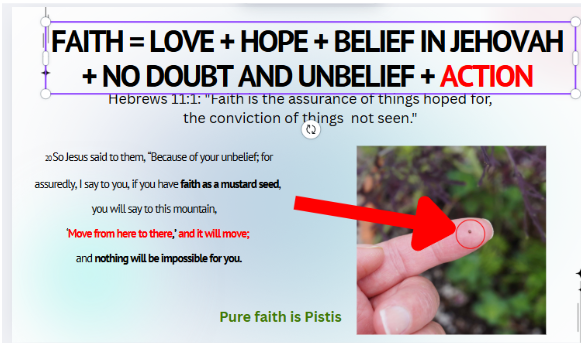 FAITH = LOVE + HOPE + BELIEF IN JEHOVAH
+ NO DOUBT AND UNBELIEF + ACTION
Hebrews 11:1: "Faith is the assurance of things hoped for,
the conviction of things not seen."
20So Jesus said to them, “Because of your unbelief; for
assuredly, I say to you, if you have faith as a mustard seed,
you will say to this mountain,
‘Move from here to there,’ and it will move;
and nothing will be impossible for you.
Pure faith is Pistis